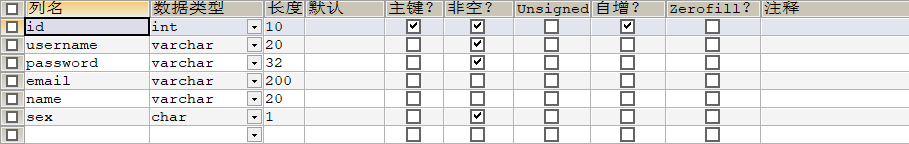 列名 数据类型 长度 默认 主键? 非空? Unsigned 自增? Zerofill? 注释
id int 10
username varchar 20
password varchar 32
email varchar 200
name varchar 20
sex char 1